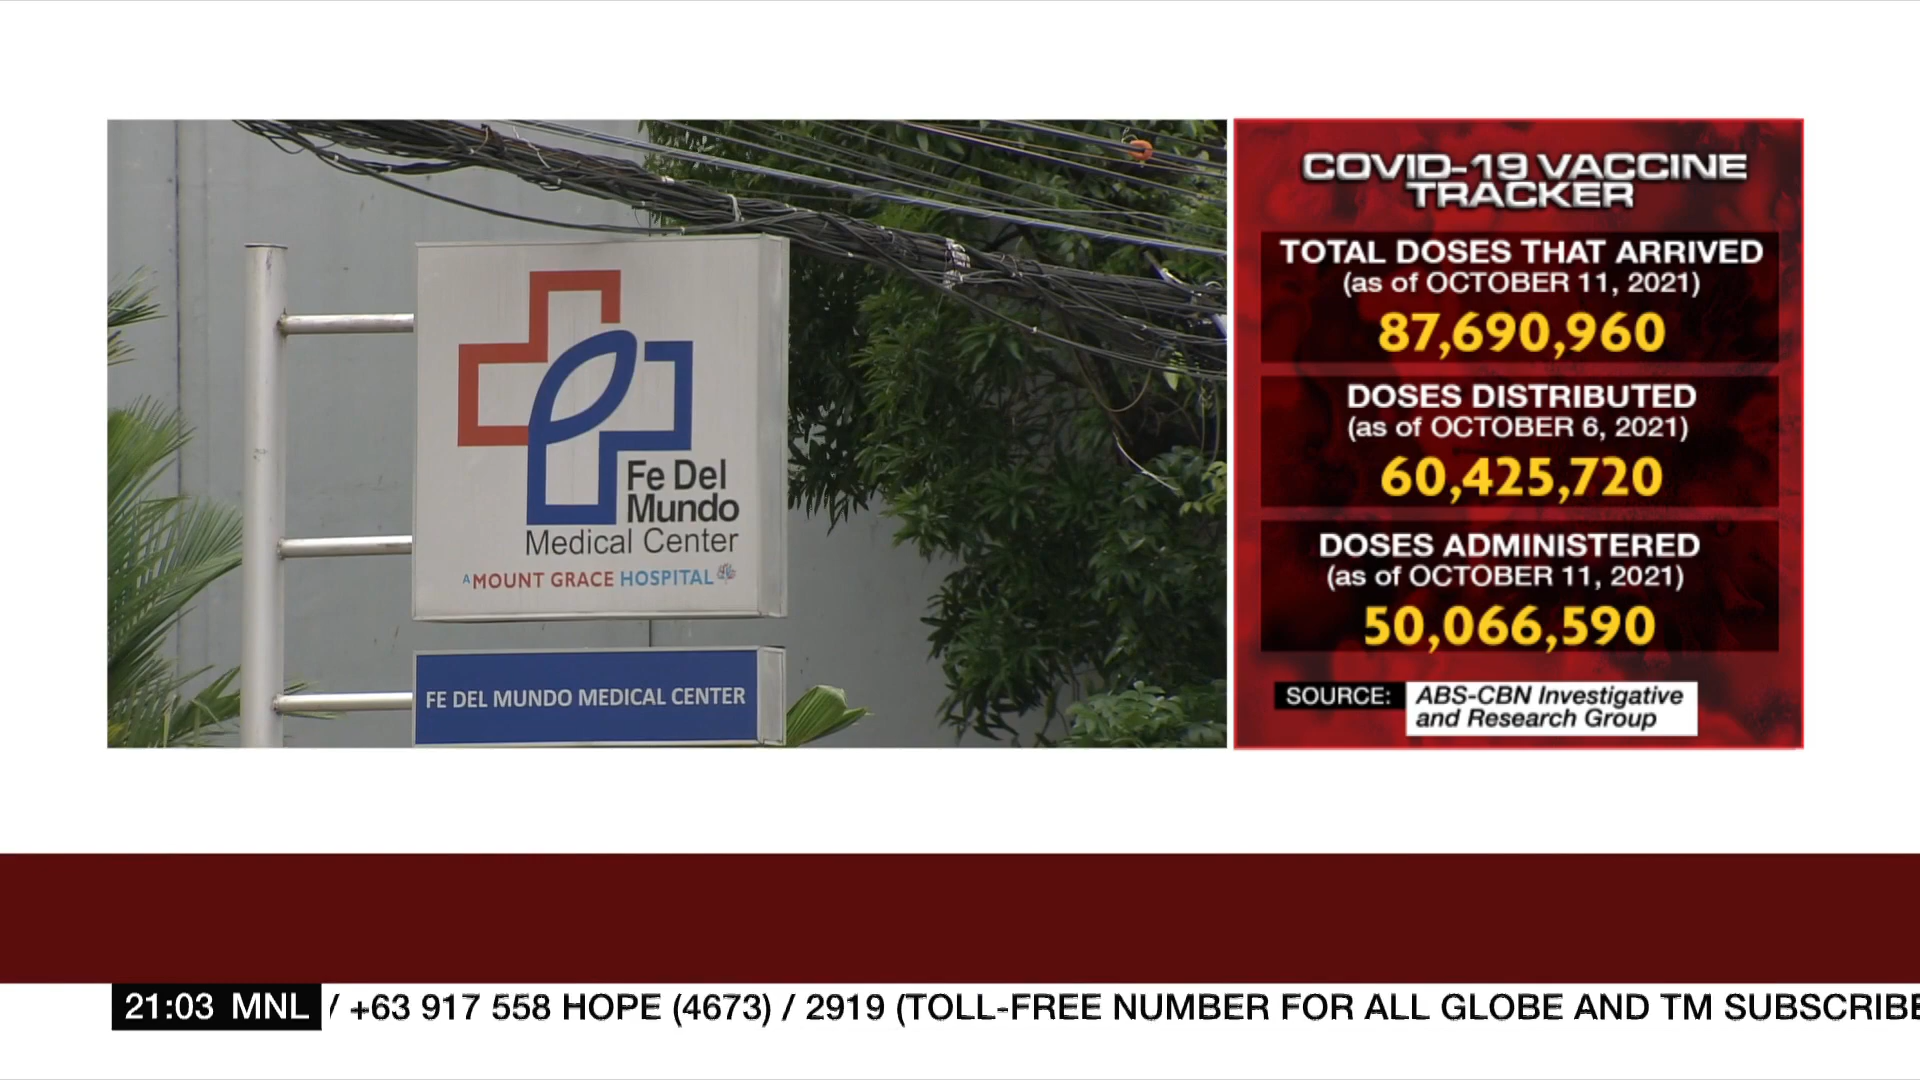 Fe Del
Mundo
Medical Center
A MOUNT GRACE HOSPITAL
FE DEL MUNDO MEDICAL CENTER
COVID-19 VACCINE
TRACKER
TOTAL DOSES THAT ARRIVED
(as of OCTOBER 11, 2021)
87,690,960
DOSES DISTRIBUTED
(as of OCTOBER 6, 2021)
60,425,720
DOSES ADMINISTERED
(as of OCTOBER 11, 2021)
50,066,590
SOURCE: ABS-CBN Investigative
and Research Group
21:03 MNL / +63 917 558 HOPE (4673) / 2919 (TOLL-FREE NUMBER FOR ALL GLOBE AND TM SUBSCRIBE